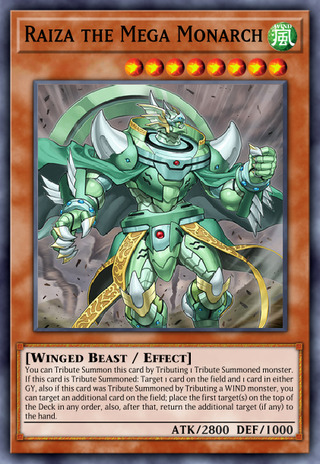 Raiza the Mega Monarch
WIND
風
[Winged Beast / Effect]
You can Tribute Summon this card by Tributing 1 Tribute Summoned monster.
If this card is Tribute Summoned: Target 1 card on the field and 1 card in either
GY, also if this card was Tribute Summoned by Tributing a WIND monster, you
can target an additional card on the field; place the first target(s) on the top of
the Deck in any order, also, after that, return the additional target (if any) to
the hand.
ATK/2800 DEF/1000